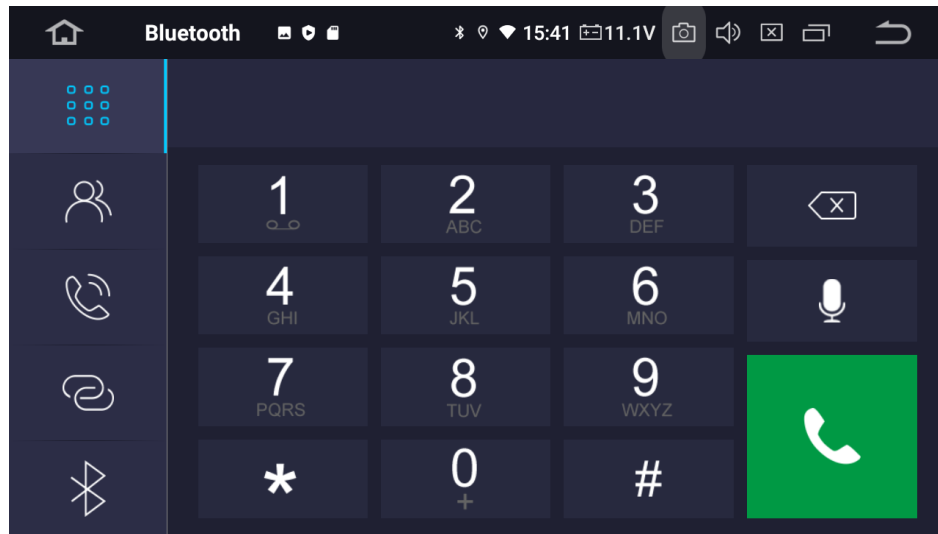 Bluetooth 15:41 11.1V
1 2 3
ABC DEF
4 5 6
GHI JKL MNO
7 8 9
PQRS TUV WXYZ
* 0 #
+